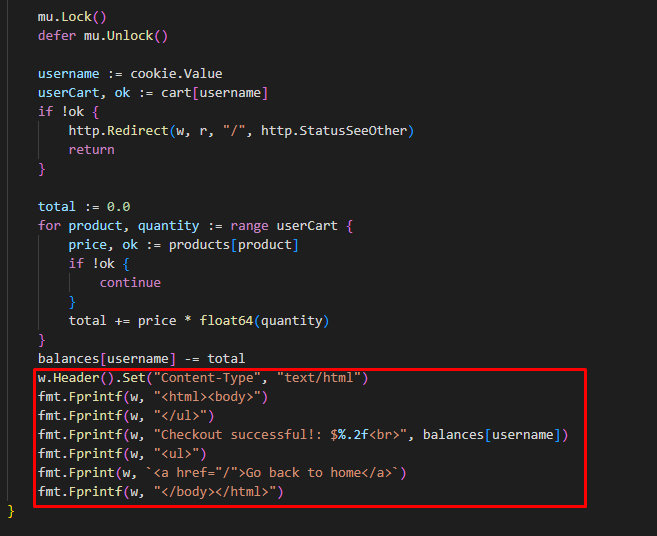 mu.Lock()
defer mu.Unlock()
username := cookie.Value
userCart, ok := cart[username]
if !ok {
http.Redirect(w, r, "/", http.StatusSeeOther)
return
}
total := 0.0
for product, quantity := range userCart {
price, ok := products[product]
if !ok {
continue
}
total += price * float64(quantity)
}
balances[username] -= total
w.Header().Set("Content-Type", "text/html")
fmt.Fprintf(w, "<html><body>")
fmt.Fprintf(w, "</ul>")
fmt.Fprintf(w, "Checkout successful!: $%.2f<br>", balances[username])
fmt.Fprintf(w, "<ul>")
fmt.Fprint(w, `<a href="/">Go back to home</a>`)
fmt.Fprintf(w, "</body></html>")
}